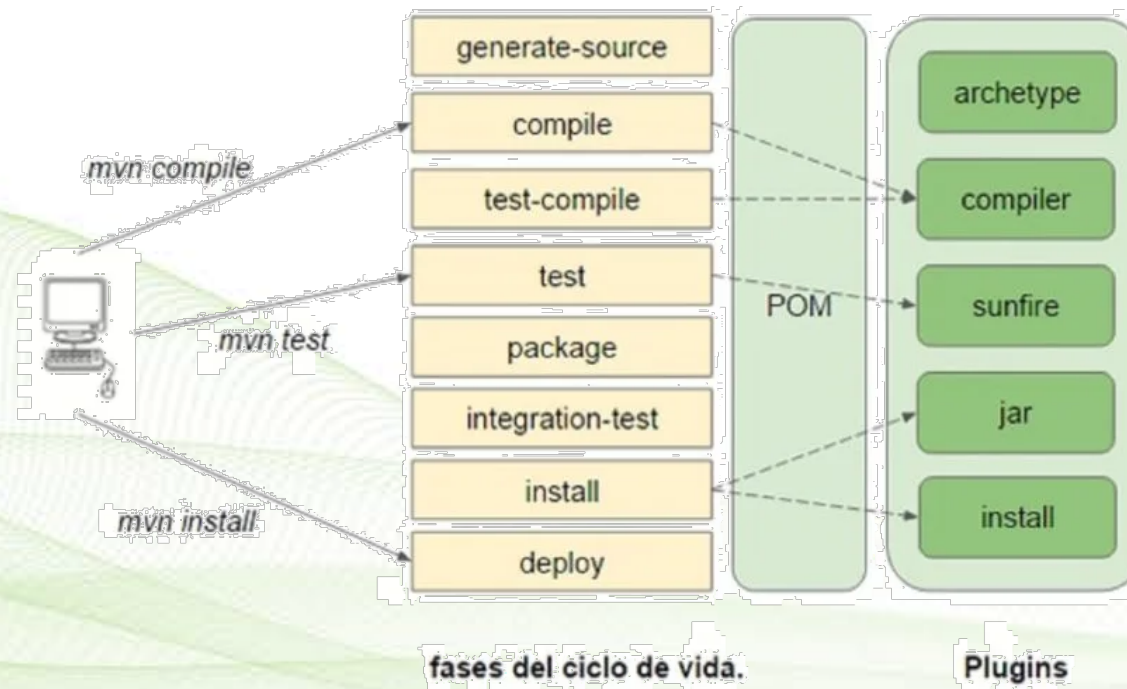 generate-source
compile
test-compile
test
package
integration-test
install
deploy
mvn compile
mvn test
mvn install
POM
archetype
compiler
sunfire
jar
install
fases del ciclo de vida.
Plugins